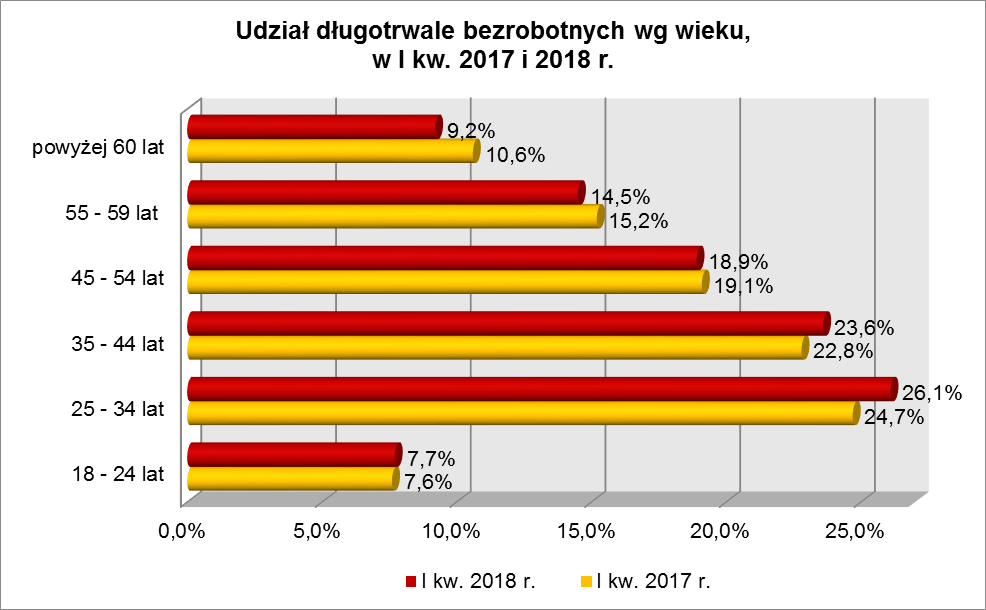 Udział długotrwale bezrobotnych wg wieku,
w I kw. 2017 i 2018 r.
powyżej 60 lat
9,2%
10,6%
55 - 59 lat
14,5%
15,2%
45 - 54 lat
18,9%
19,1%
35 - 44 lat
23,6%
22,8%
25 - 34 lat
26,1%
24,7%
18 - 24 lat
7,7%
7,6%
0,0% 5,0% 10,0% 15,0% 20,0% 25,0%
I kw. 2018 r. I kw. 2017 r.